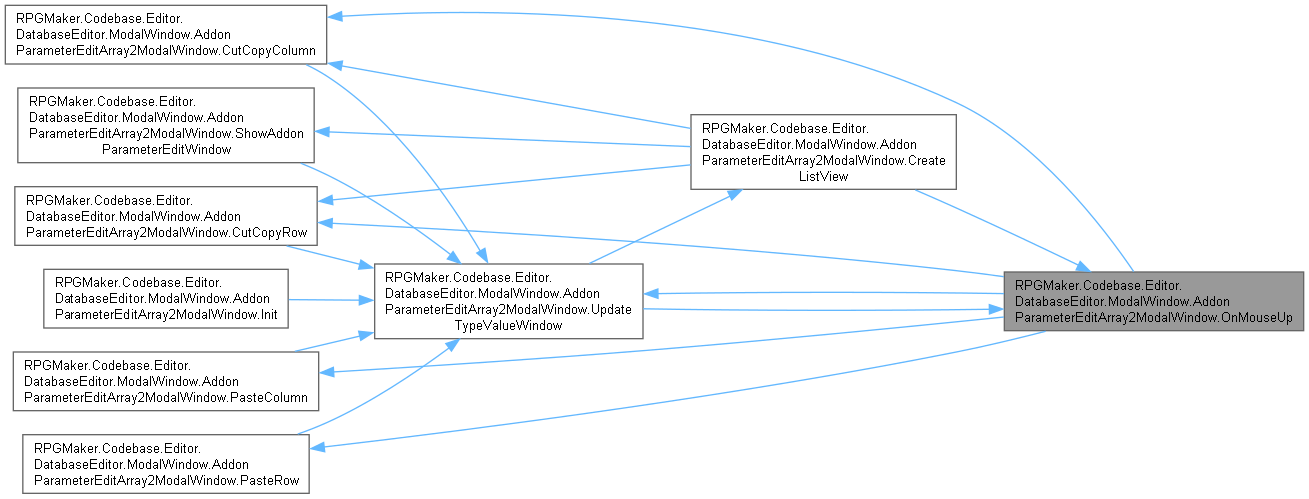 RPGMaker.Codebase.Editor.
DatabaseEditor.ModalWindow.Addon
ParameterEditArray2ModalWindow.CutCopyColumn
RPGMaker.Codebase.Editor.
DatabaseEditor.ModalWindow.Addon
ParameterEditArray2ModalWindow.ShowAddon
ParameterEditWindow
RPGMaker.Codebase.Editor.
DatabaseEditor.ModalWindow.Addon
ParameterEditArray2ModalWindow.CutCopyRow
RPGMaker.Codebase.Editor.
DatabaseEditor.ModalWindow.Addon
ParameterEditArray2ModalWindow.Init
RPGMaker.Codebase.Editor.
DatabaseEditor.ModalWindow.Addon
ParameterEditArray2ModalWindow.PasteColumn
RPGMaker.Codebase.Editor.
DatabaseEditor.ModalWindow.Addon
ParameterEditArray2ModalWindow.PasteRow
RPGMaker.Codebase.Editor.
DatabaseEditor.ModalWindow.Addon
ParameterEditArray2ModalWindow.Update
TypeValueWindow
RPGMaker.Codebase.Editor.
DatabaseEditor.ModalWindow.Addon
ParameterEditArray2ModalWindow.Create
ListView
RPGMaker.Codebase.Editor.
DatabaseEditor.ModalWindow.Addon
ParameterEditArray2ModalWindow.OnMouseUp